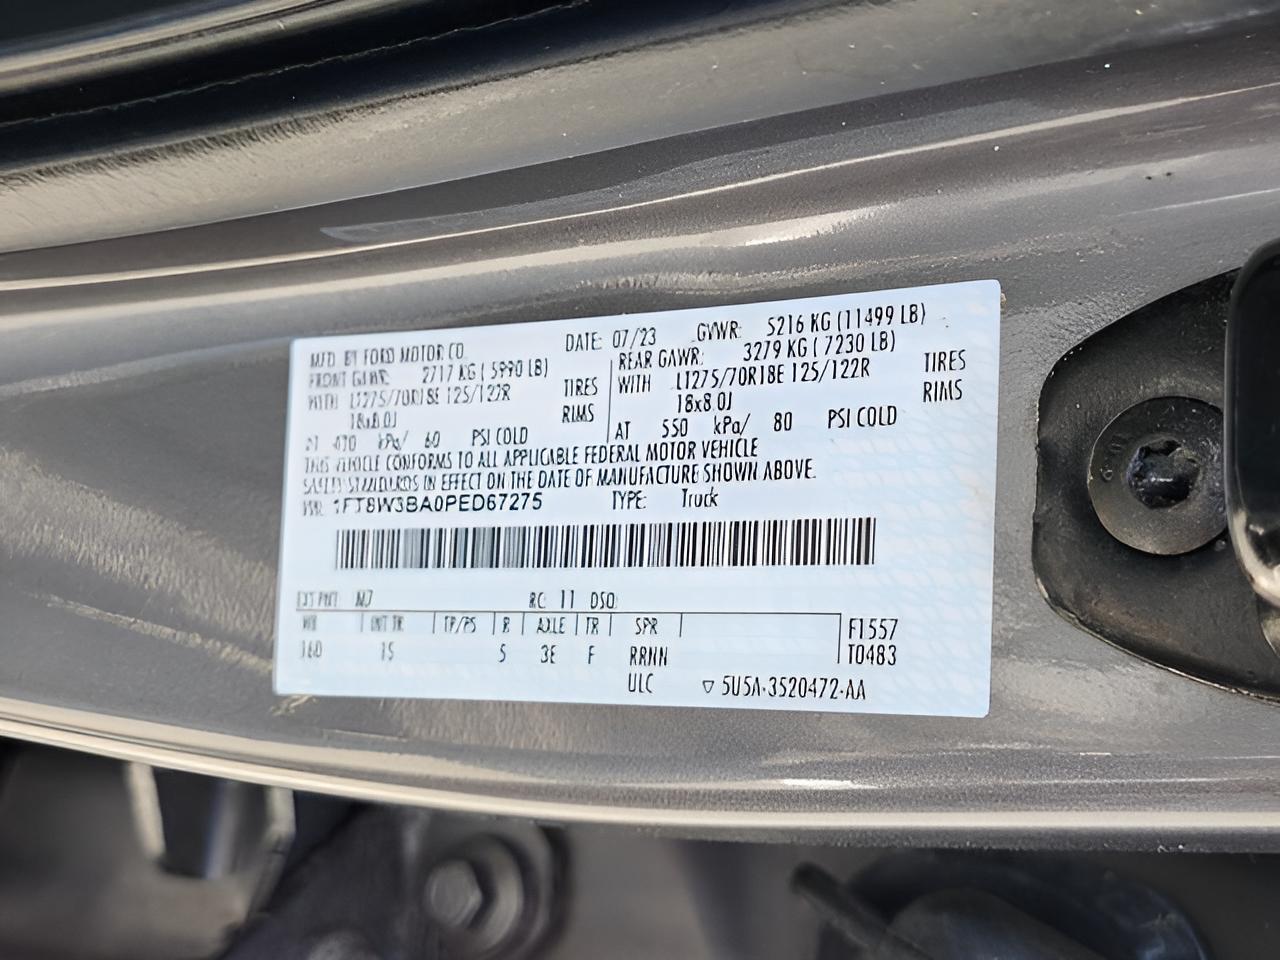 MFD BY FORD MOTOR CO. DATE: 07/23 GVWR: 5216 KG (11499 LB)
FRONT GAWR: 2717 KG ( 5990 LB) REAR GAWR: 3279 KG ( 7230 LB)
WITH LT275/70R18E 125/122R TIRES WITH LT275/70R18E 125/122R TIRES
18x8.0J RIMS 18x8.0J RIMS
AT 410 kPa/ 60 PSI COLD AT 550 kPa/ 80 PSI COLD
THIS VEHICLE CONFORMS TO ALL APPLICABLE FEDERAL MOTOR VEHICLE
SAFETY STANDARDS IN EFFECT ON THE DATE OF MANUFACTURE SHOWN ABOVE.
VIN: 1FT8W3BA0PED67275 TYPE: Truck
EXT PNT: RC: 11 DSO:
WB INT TR TP/PS R AXLE TR SPR F1557
160 5 3E F RRNN T0483
ULC ▽ 5U5A-3520472-AA